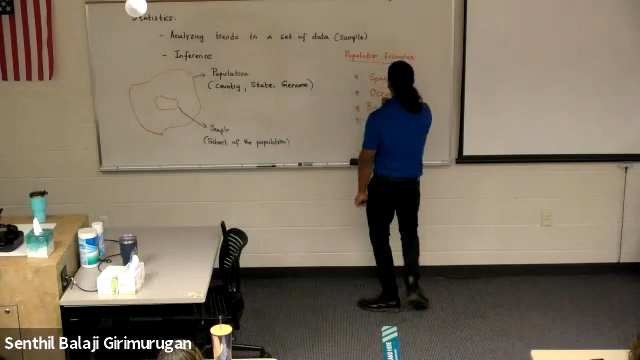 Statistics:
- Analyzing trends in a set of data (Sample)
- Inference
Population Examples
Population
(Country, State, Genome)
Sample
(Subset of the population)
Senthil Balaji Girimurugan